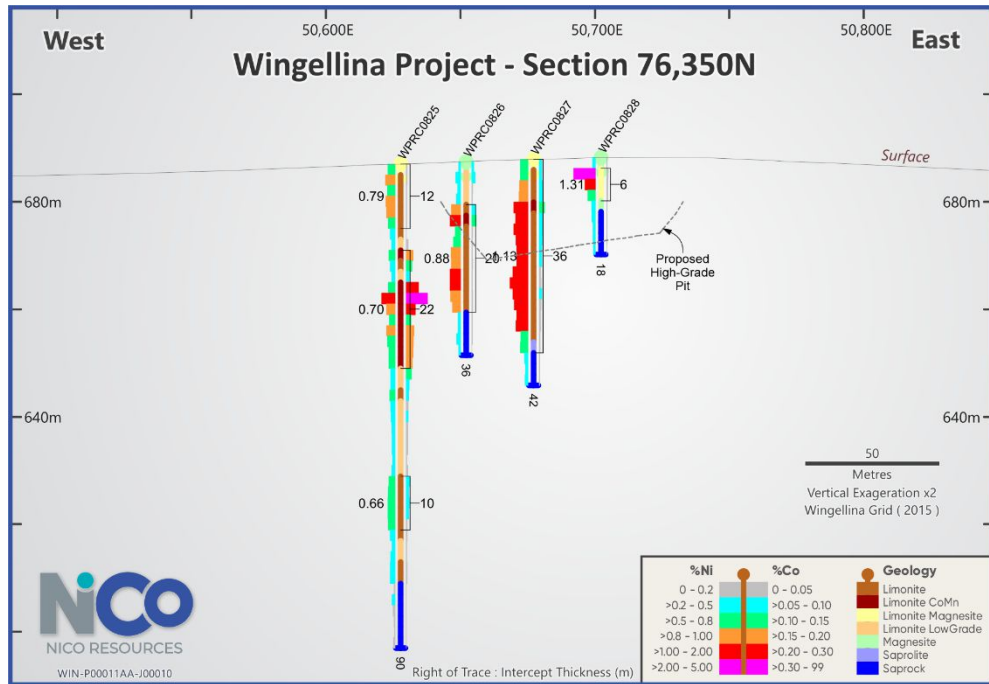 West
50,600E
50,700E
50,800E
East
Wingellina Project - Section 76,350N
WPRC0825
WPRC0826
WPRC0827
WPRC0828
Surface
680m
680m
0.79
12
1.31
6
0.88
20
1.13
36
18
Proposed
High-Grade
Pit
0.70
22
36
42
640m
640m
50
Metres
Vertical Exageration x2
Wingellina Grid ( 2015 )
0.66
10
90
NiCo
NICO RESOURCES
WIN-P00011AA-J00010
Right of Trace : Intercept Thickness (m)
%Ni %Co Geology
0 - 0.2 0 - 0.05 Limonite
>0.2 - 0.5 >0.05 - 0.10 Limonite CoMn
>0.5 - 0.8 >0.10 - 0.15 Limonite Magnesite
>0.8 - 1.00 >0.15 - 0.20 Limonite LowGrade
>1.00 - 2.00 >0.20 - 0.30 Magnesite
>2.00 - 5.00 >0.30 - 99 Saprolite
Saprock